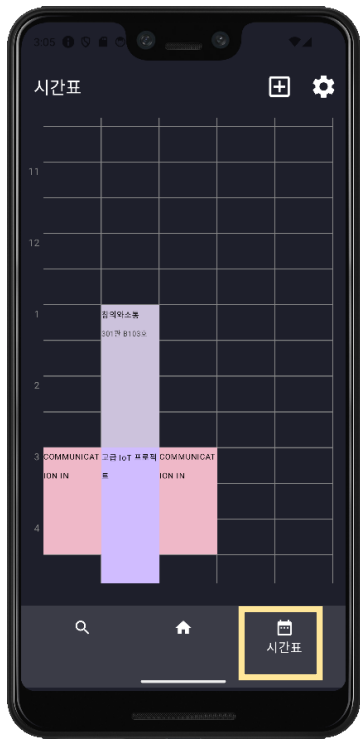 3:05
시간표
11
12
1
창의와소통
301관 B103호
2
3
COMMUNICAT
ION IN
고급 IoT 프로젝
트
COMMUNICAT
ION IN
4
시간표